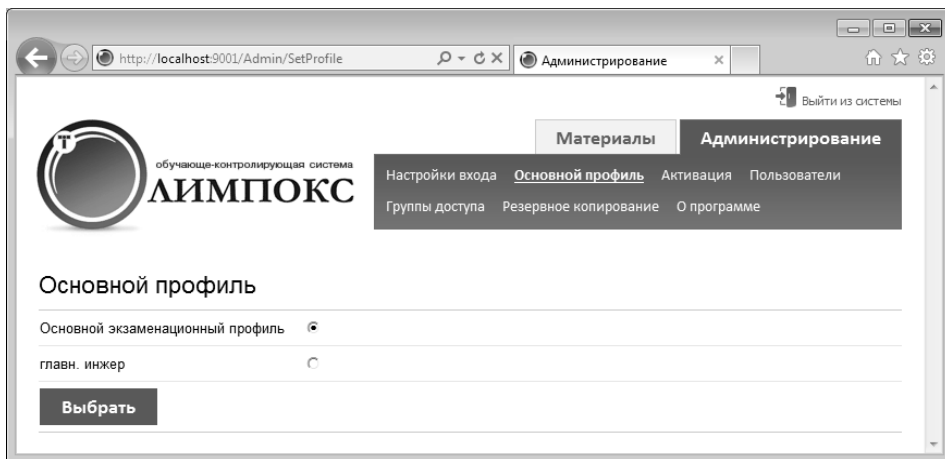 http://localhost:9001/Admin/SetProfile
Администрирование
Выйти из системы
Материалы
Администрирование
Т
обучающе-контролирующая система
ЛИМПОКС
Настройки входа Основной профиль Активация Пользователи
Группы доступа Резервное копирование О программе
Основной профиль
Основной экзаменационный профиль
главн. инжер
Выбрать